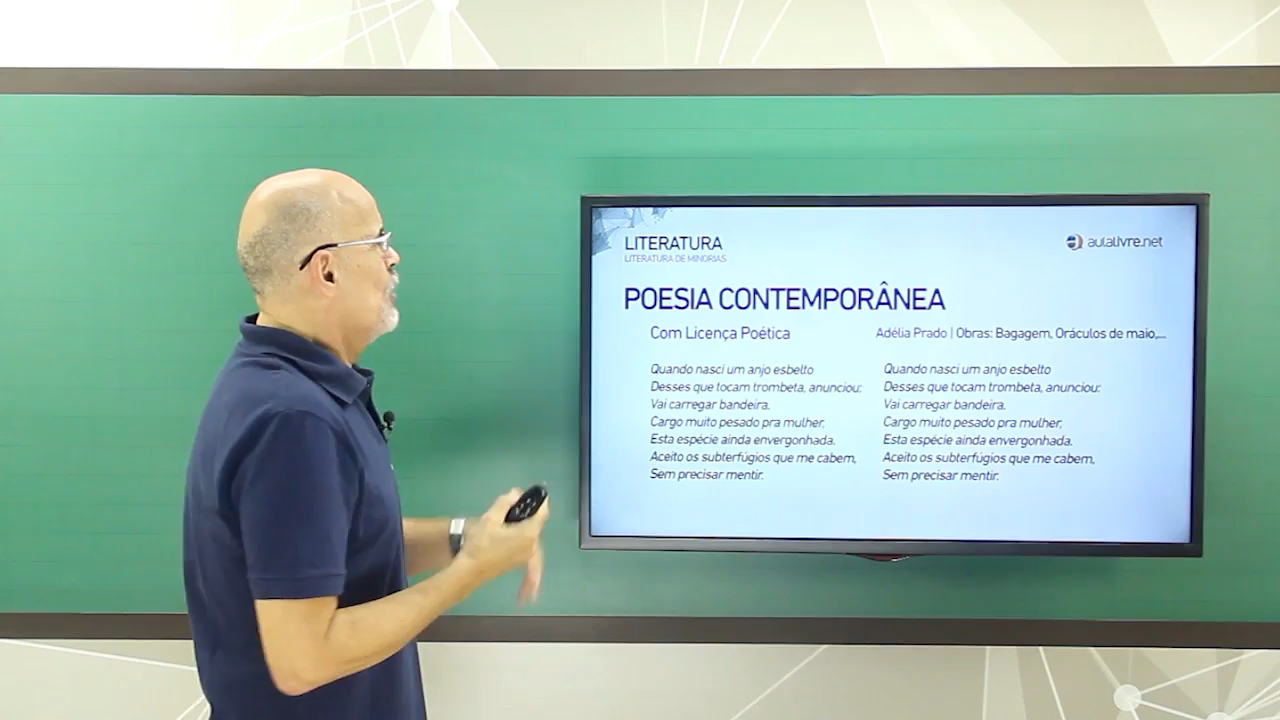 LITERATURA
LITERATURA DE MINORIAS
aulalivre.net
POESIA CONTEMPORÂNEA
Com Licença Poética
Adélia Prado | Obras: Bagagem, Oráculos de maio,...
Quando nasci um anjo esbelto
Desses que tocam trombeta, anunciou:
Vai carregar bandeira.
Cargo muito pesado pra mulher,
Esta espécie ainda envergonhada.
Aceito os subterfúgios que me cabem,
Sem precisar mentir.
Quando nasci um anjo esbelto
Desses que tocam trombeta, anunciou:
Vai carregar bandeira.
Cargo muito pesado pra mulher,
Esta espécie ainda envergonhada.
Aceito os subterfúgios que me cabem,
Sem precisar mentir.